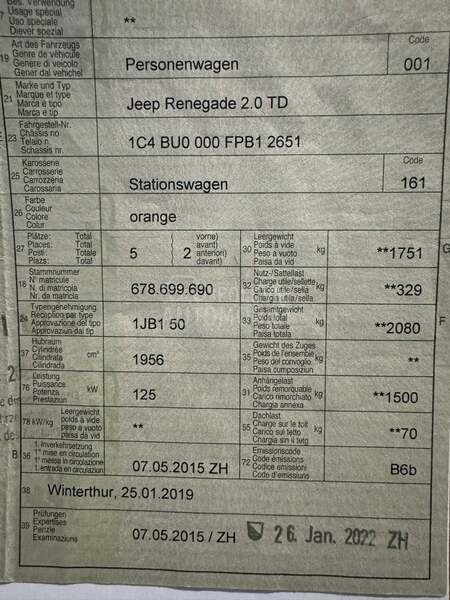 Bes. Verwendung
Usage spécial
Uso speciale
Diever spezial
**
19
Art des Fahrzeugs
Genre de véhicule
Genere di veicolo
Gener dal vehichel
Personenwagen
Code
001
21
Marke und Typ
Marque et type
Marca e tipo
Marca e tip
Jeep Renegade 2.0 TD
23
Fahrgestell-Nr.
Châssis no
Telaio n.
Schassis nr.
1C4 BU0 000 FPB1 2651
25
Karosserie
Carrosserie
Carrozzeria
Carossaria
Stationswagen
Code
161
26
Farbe
Couleur
Colore
Colur
orange
27
Plätze: Total
Places: Total
Posti: Totale
Plazs: Total
5
(vorne)
avant)
anteriori)
davant)
2
30
Leergewicht
Poids à vide
Peso a vuoto
Paisa da vid
kg
**1751
G
18
Stammnummer
N° matricule
N. di matricola
Nr. da matricla
678.699.690
32
Nutz-/Sattellast
Charge utile/sellette
Carico utile/sella
Chargia utila/sella
kg
**329
24
Typengenehmigung
Réception par type
Approvazione del tipo
Approvaziun dal tip
1JB1 50
33
Gesamtgewicht
Poids total
Peso totale
Paisa totala
kg
**2080
F
37
Hubraum
Cylindrée
Cilindrata
Cilindrada
cm³
1956
35
Gewicht des Zuges
Poids de l'ensemble
Peso del convoglio
Paisa cumposiziun
kg
**
76
Leistung
Puissance
Potenza
Prestaziun
kW
125
31
Anhängelast
Poids remorquable
Carico rimorchiato
Chargia annexa
kg
**1500
78 kW/kg
Leergewicht
poids à vide
peso a vuoto
paisa da vid
**
55
Dachlast
Charge sur le toit
Carico sul tetto
Chargia sin il tetg
kg
**70
B
36
1. Inverkehrsetzung
1re mise en circulation
1a messa in circolazione
1. entrada en circulaziun
07.05.2015 ZH
72
Emissionscode
Code émissions
Codice emissioni
Code d'emissiuns
B6b
38
Winterthur, 25.01.2019
39
Prüfungen
Expertises
Perizie
Examinaziuns
07.05.2015 / ZH
26. Jan. 2022 ZH